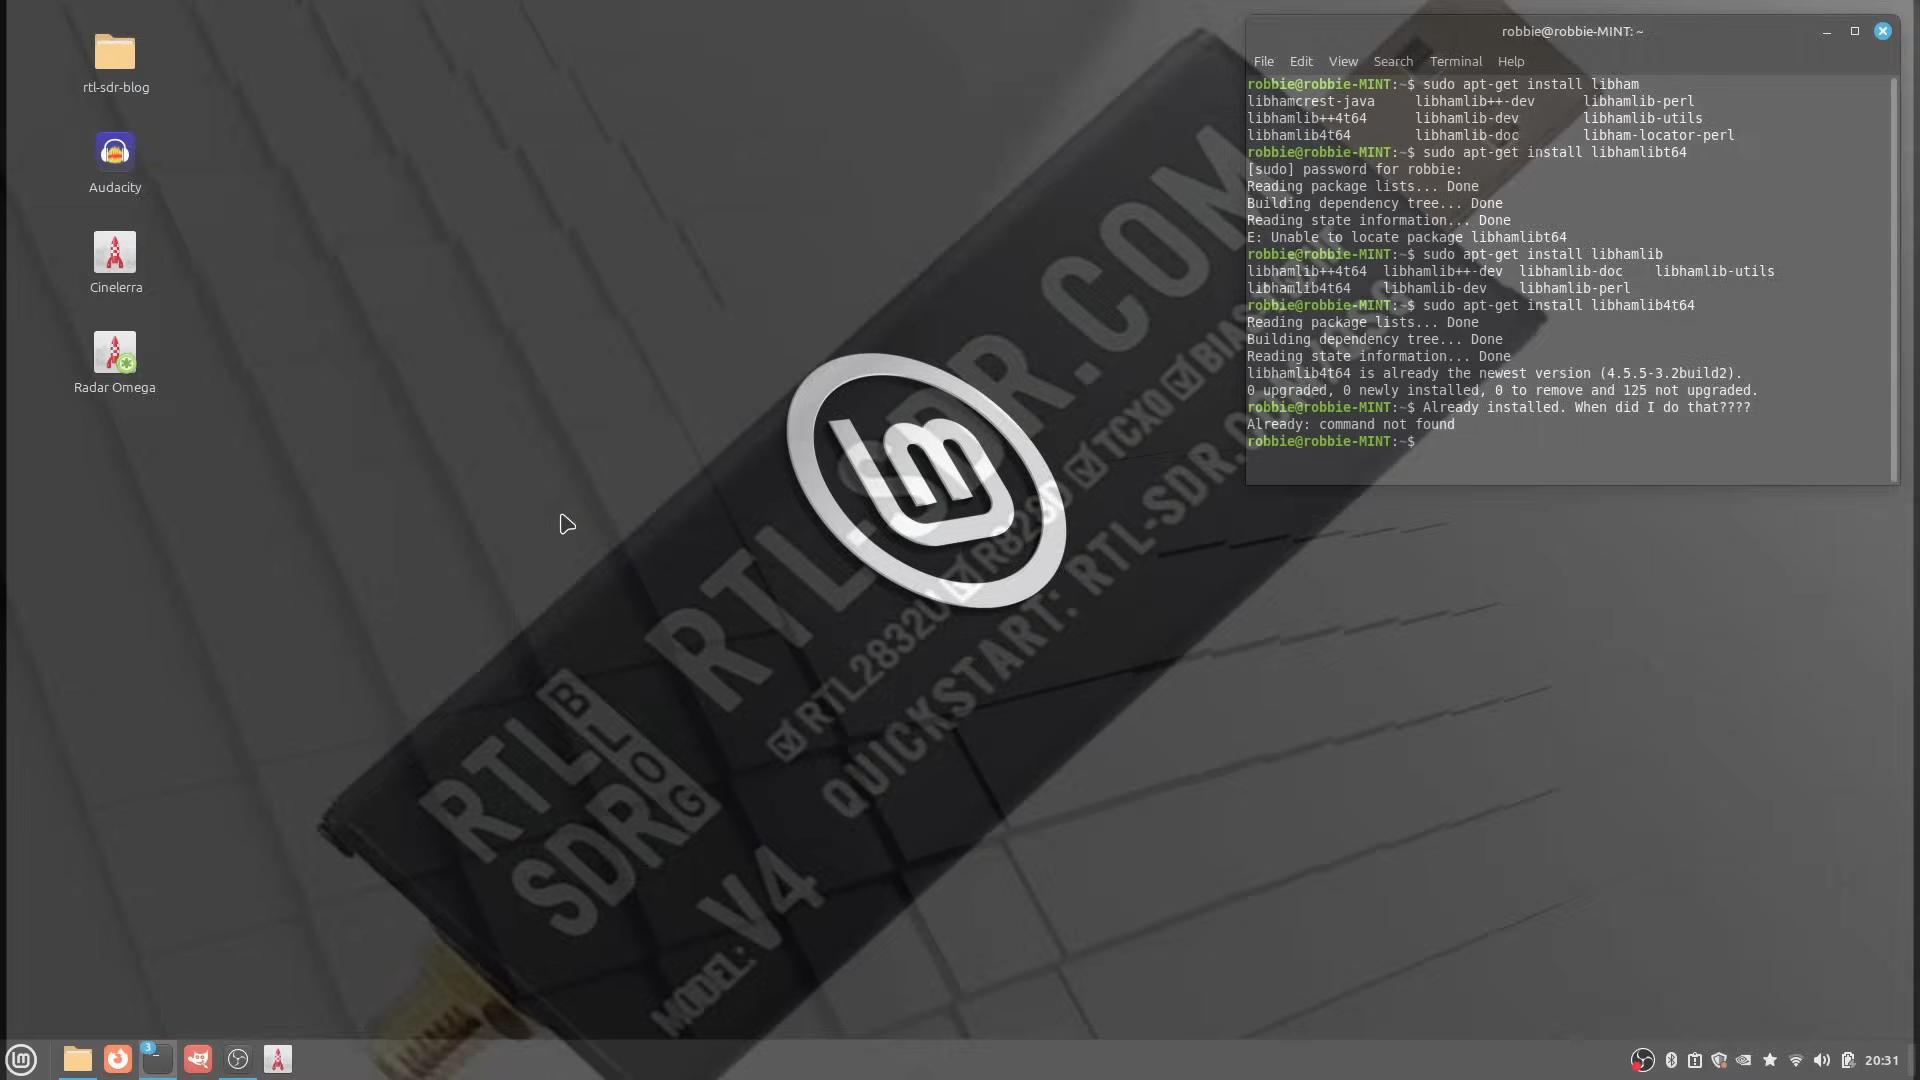 rtl-sdr-blog
Audacity
Cinelerra
Radar Omega
robbie@robbie-MINT: ~
File Edit View Search Terminal Help
robbie@robbie-MINT:~$ sudo apt-get install libham
libhamcrest-java libhamlib++-dev libhamlib-perl
libhamlib++4t64 libhamlib-dev libhamlib-utils
libhamlib4t64 libhamlib-doc libham-locator-perl
robbie@robbie-MINT:~$ sudo apt-get install libhamlibt64
[sudo] password for robbie:
Reading package lists... Done
Building dependency tree... Done
Reading state information... Done
E: Unable to locate package libhamlibt64
robbie@robbie-MINT:~$ sudo apt-get install libhamlib
libhamlib++4t64 libhamlib++-dev libhamlib-doc libhamlib-utils
libhamlib4t64 libhamlib-dev libhamlib-perl
robbie@robbie-MINT:~$ sudo apt-get install libhamlib4t64
Reading package lists... Done
Building dependency tree... Done
Reading state information... Done
libhamlib4t64 is already the newest version (4.5.5-3.2build2).
0 upgraded, 0 newly installed, 0 to remove and 125 not upgraded.
robbie@robbie-MINT:~$ Already installed. When did I do that????
Already: command not found
robbie@robbie-MINT:~$
RTL-SDR.COM
RTL2832U R828D TCXO BIAS
QUICKSTART: RTL-SDR.COM
RTL
SDR
BLOG
MODEL: V4
3
20:31